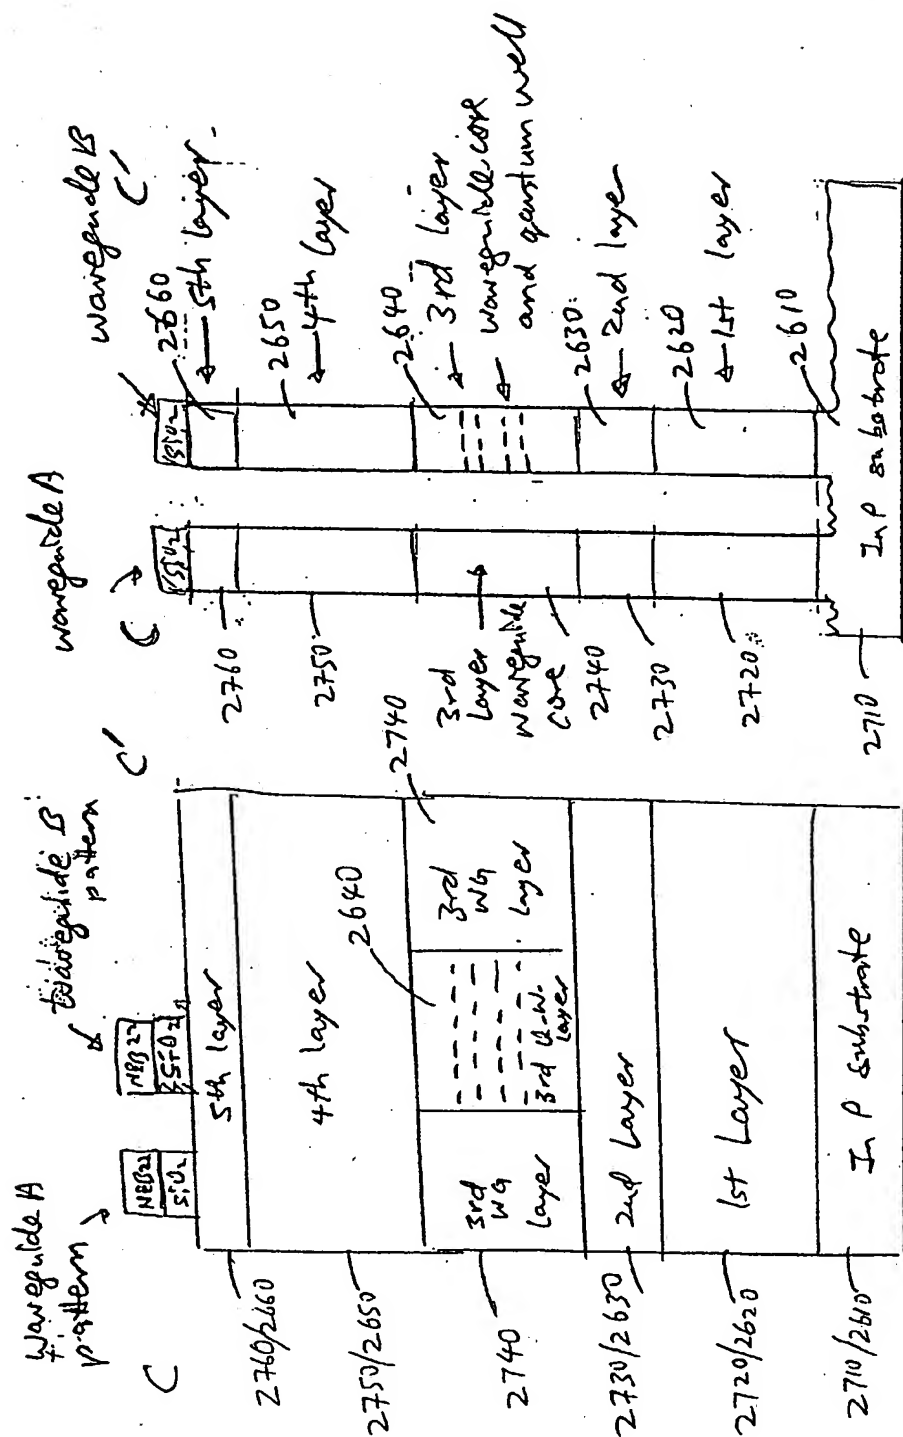 Waveguide A
pattern
Waveguide B
pattern
C
C'
NEB22
SiO2
NEB22
SiO2
2760/2660
5th layer
2750/2650
4th layer
2640
2740
2740
3rd
WG
Layer
3rd Q.W.
layer
3rd
WG
Layer
2730/2630
2nd Layer
2720/2620
1st Layer
2710/2610
InP substrate
Waveguide A
Waveguide B
C
C'
SiO2
SiO2
2760
2660
5th layer
2750
2650
4th layer
3rd
Layer
waveguide
core
2640
3rd layer
waveguide core
and qantum well
2740
2730
2630
2nd layer
2720
2620
1st layer
2610
2710
InP substrate